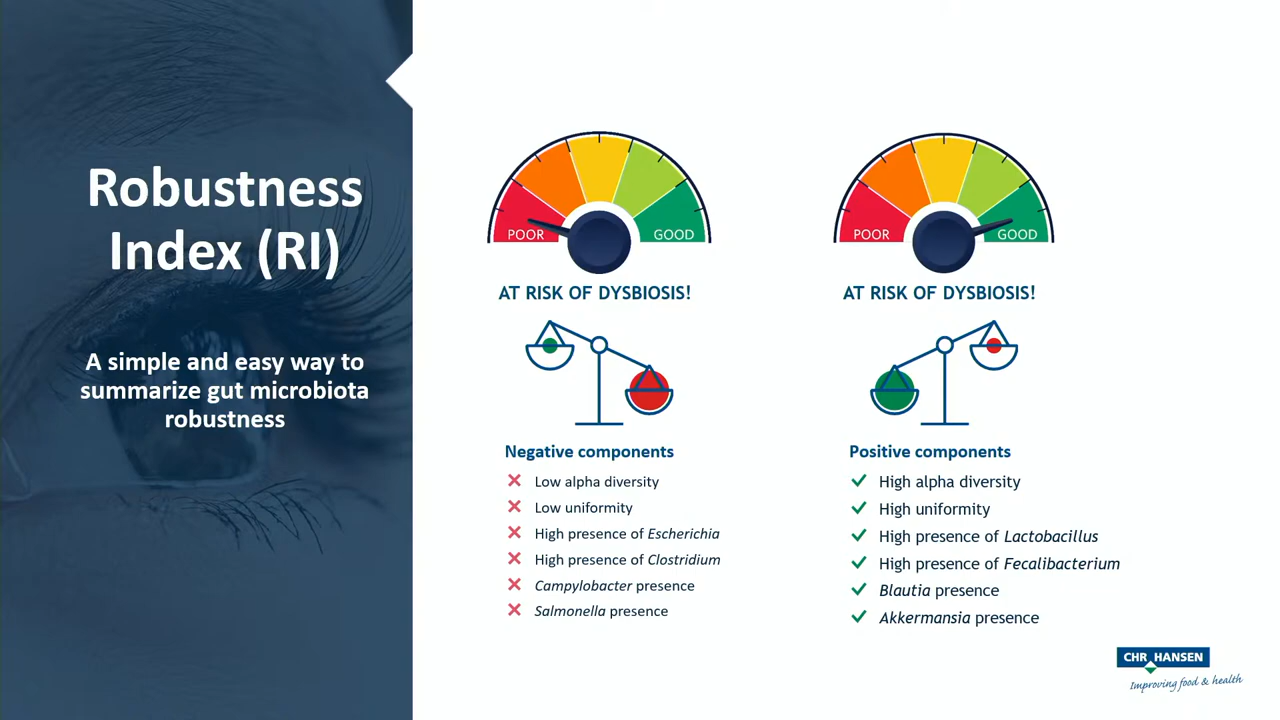 Robustness
Index (RI)
A simple and easy way to
summarize gut microbiota
robustness
POOR
GOOD
AT RISK OF DYSBIOSIS!
Negative components
Low alpha diversity
Low uniformity
High presence of Escherichia
High presence of Clostridium
Campylobacter presence
Salmonella presence
POOR
GOOD
AT RISK OF DYSBIOSIS!
Positive components
High alpha diversity
High uniformity
High presence of Lactobacillus
High presence of Fecalibacterium
Blautia presence
Akkermansia presence
CHR HANSEN
Improving food & health